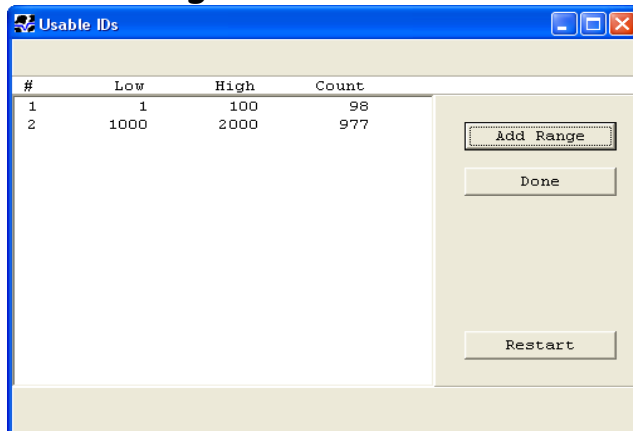 Usable IDs
# Low High Count
1 1 100 98
2 1000 2000 977
Add Range
Done
Restart